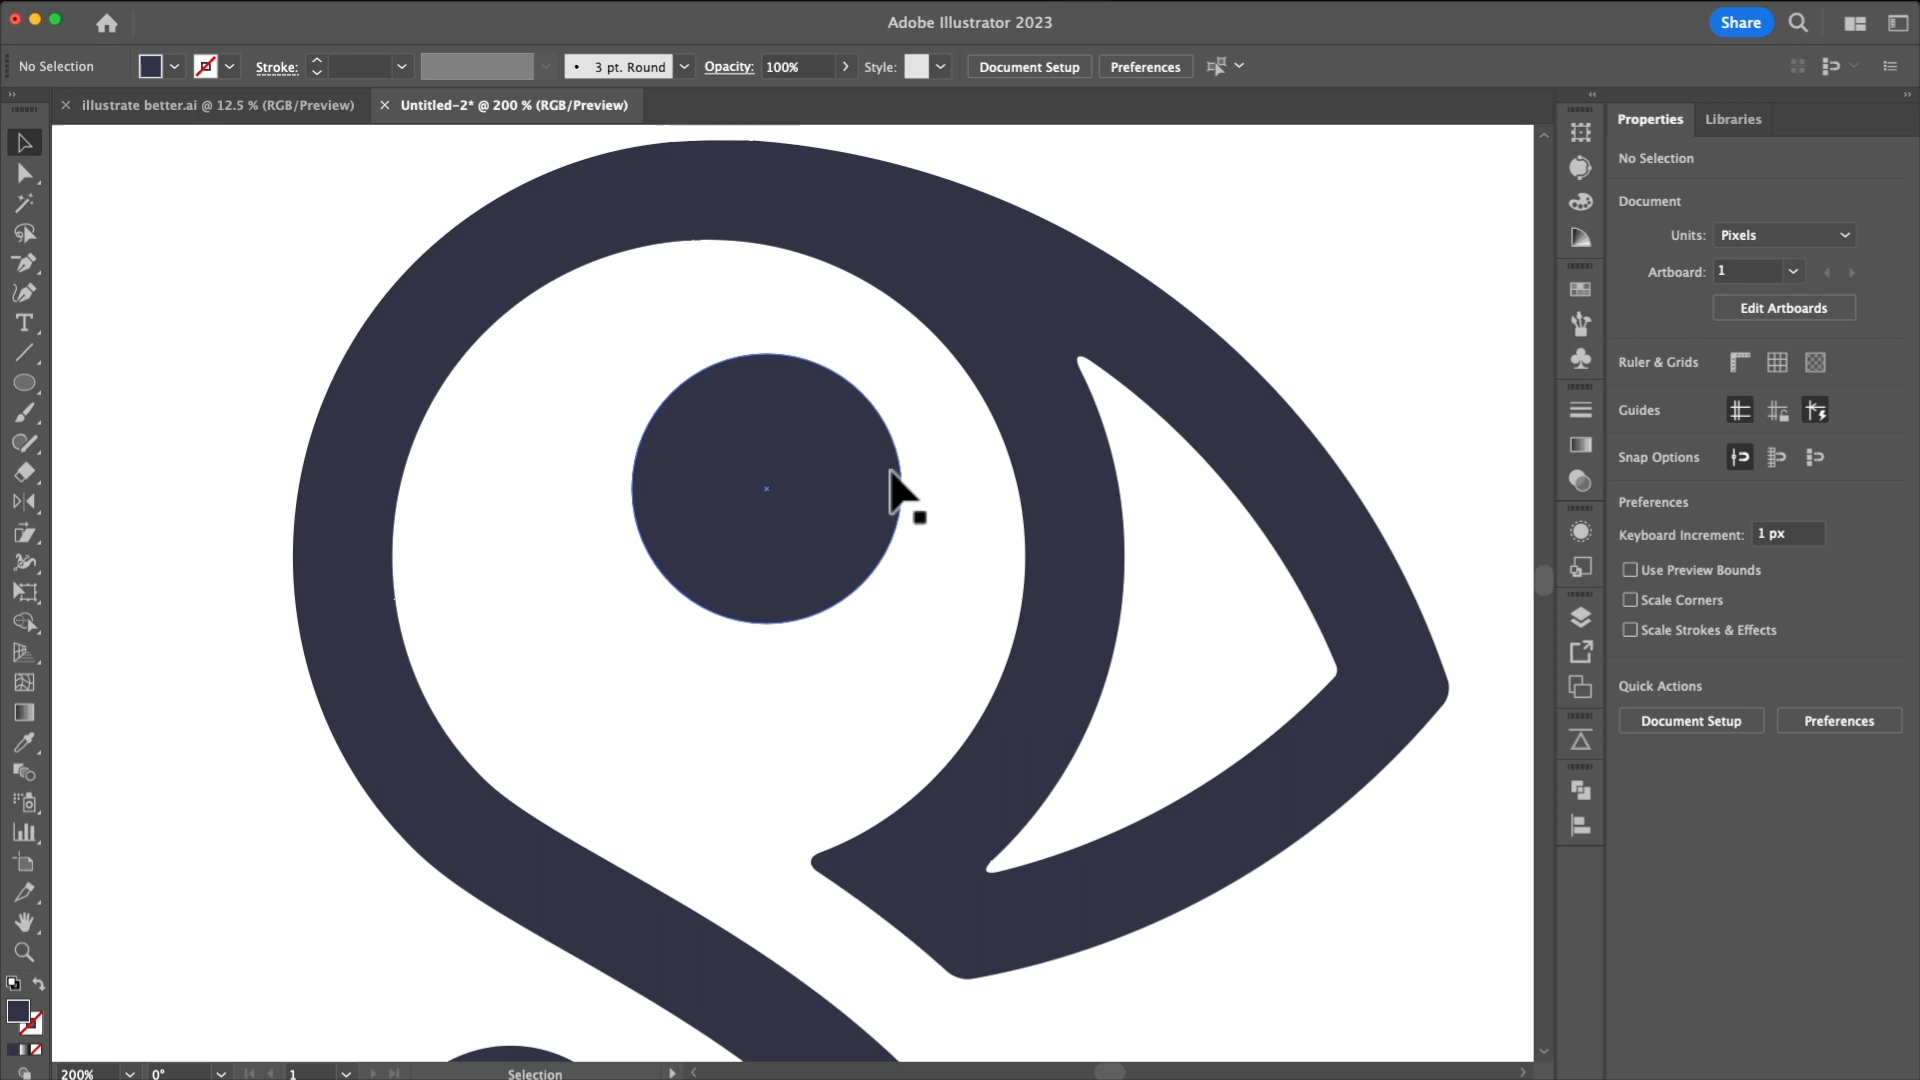 Adobe Illustrator 2023
Share
No Selection
Stroke:
3 pt. Round
Opacity: 100%
Style:
Document Setup
Preferences
illustrate better.ai @ 12.5 % (RGB/Preview)
Untitled-2* @ 200 % (RGB/Preview)
Properties
Libraries
No Selection
Document
Units: Pixels
Artboard: 1
Edit Artboards
Ruler & Grids
Guides
Snap Options
Preferences
Keyboard Increment: 1 px
Use Preview Bounds
Scale Corners
Scale Strokes & Effects
Quick Actions
Document Setup
Preferences
200%
0°
1
Selection